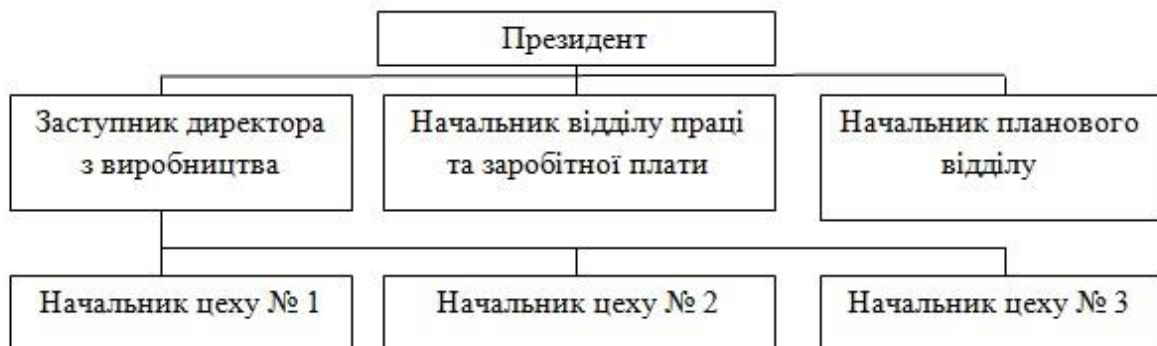 Президент
Заступник директора
з виробництва
Начальник відділу праці
та заробітної плати
Начальник планового
відділу
Начальник цеху № 1
Начальник цеху № 2
Начальник цеху № 3